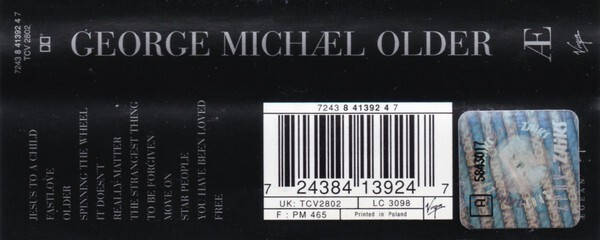 7243 8 41392 4 7
TCV 2802
GEORGE MICHÆL OLDER
Æ
Virgin
JESUS TO A CHILD
FASTLOVE
OLDER
SPINNING THE WHEEL
IT DOESN'T
REALLY MATTER
THE STRANGEST THING
TO BE FORGIVEN
MOVE ON
STAR PEOPLE
YOU HAVE BEEN LOVED
FREE
7243 8 41392 4 7
7 24384 13924 7
UK: TCV2802
LC 3098
F : PM 465
Printed in Poland
Virgin
A
5843017
ZAIKS